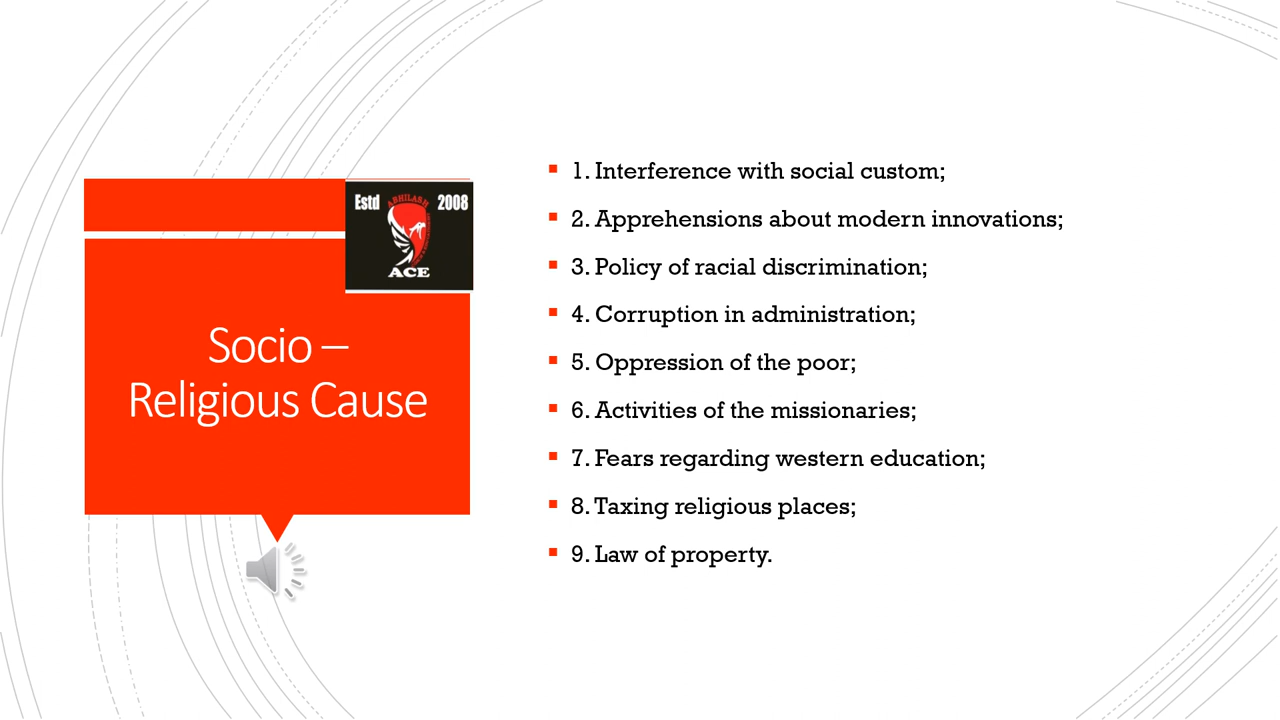 Estd
2008
ABHILASH
ACE
Socio –
Religious Cause
1. Interference with social custom;
2. Apprehensions about modern innovations;
3. Policy of racial discrimination;
4. Corruption in administration;
5. Oppression of the poor;
6. Activities of the missionaries;
7. Fears regarding western education;
8. Taxing religious places;
9. Law of property.